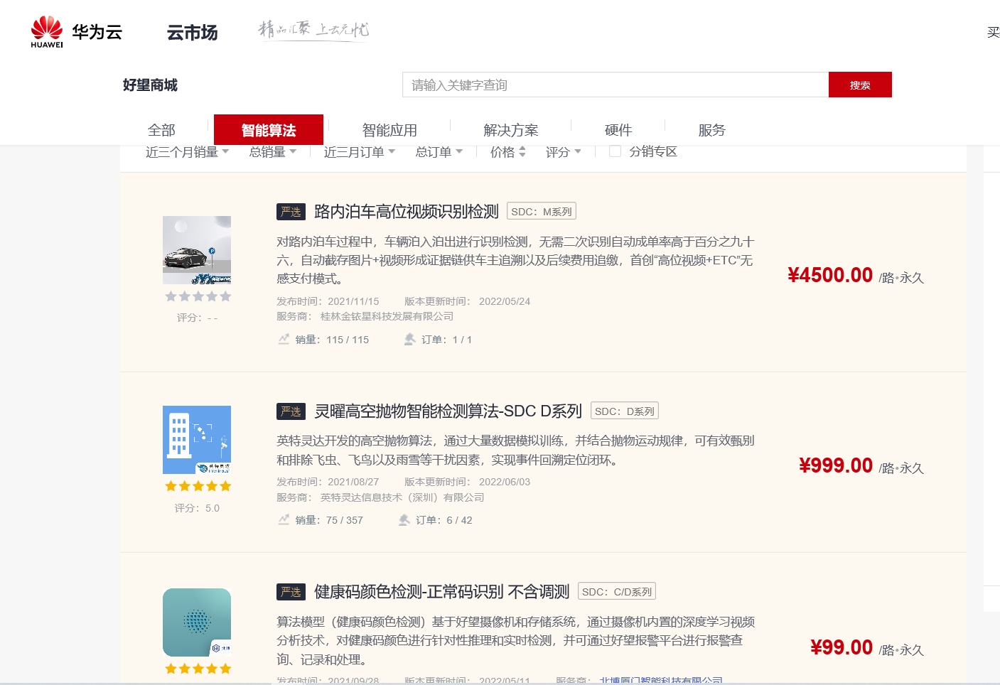 HUAWEI
华为云
云市场
精品汇聚 上云无忧
买
好望商城
请输入关键字查询
搜索
全部
智能算法
智能应用
解决方案
硬件
服务
近三个月销量 总销量 近三月订单 总订单 价格 评分 分销专区
严选 路内泊车高位视频识别检测 SDC：M系列
对路内泊车过程中，车辆泊入泊出进行识别检测，无需二次识别自动成单率高于百分之九十
六，自动截存图片+视频形成证据链供车主追溯以及后续费用追缴，首创“高位视频+ETC”无
感支付模式。
¥4500.00 /路•永久
发布时间：2021/11/15 版本更新时间： 2022/05/24
服务商： 桂林金铱星科技发展有限公司
评分：- -
销量：115 / 115 订单：1 / 1
严选 灵曜高空抛物智能检测算法-SDC D系列 SDC：D系列
英特灵达开发的高空抛物算法，通过大量数据模拟训练，并结合抛物运动规律，可有效甄别
和排除飞虫、飞鸟以及雨雪等干扰因素，实现事件回溯定位闭环。
¥999.00 /路•永久
英特灵达
发布时间：2021/08/27 版本更新时间： 2022/06/03
服务商： 英特灵达信息技术（深圳）有限公司
评分：5.0
销量：75 / 357 订单：6 / 42
严选 健康码颜色检测-正常码识别 不含调测 SDC：C/D系列
算法模型（健康码颜色检测）基于好望摄像机和存储系统，通过摄像机内置的深度学习视频
分析技术，对健康码颜色进行针对性推理和实时检测，并可通过好望报警平台进行报警查
询、记录和处理。
¥99.00 /路•永久
北博
发布时间：2021/09/28 版本更新时间： 2022/05/11 服务商： 北博厦门智能科技有限公司